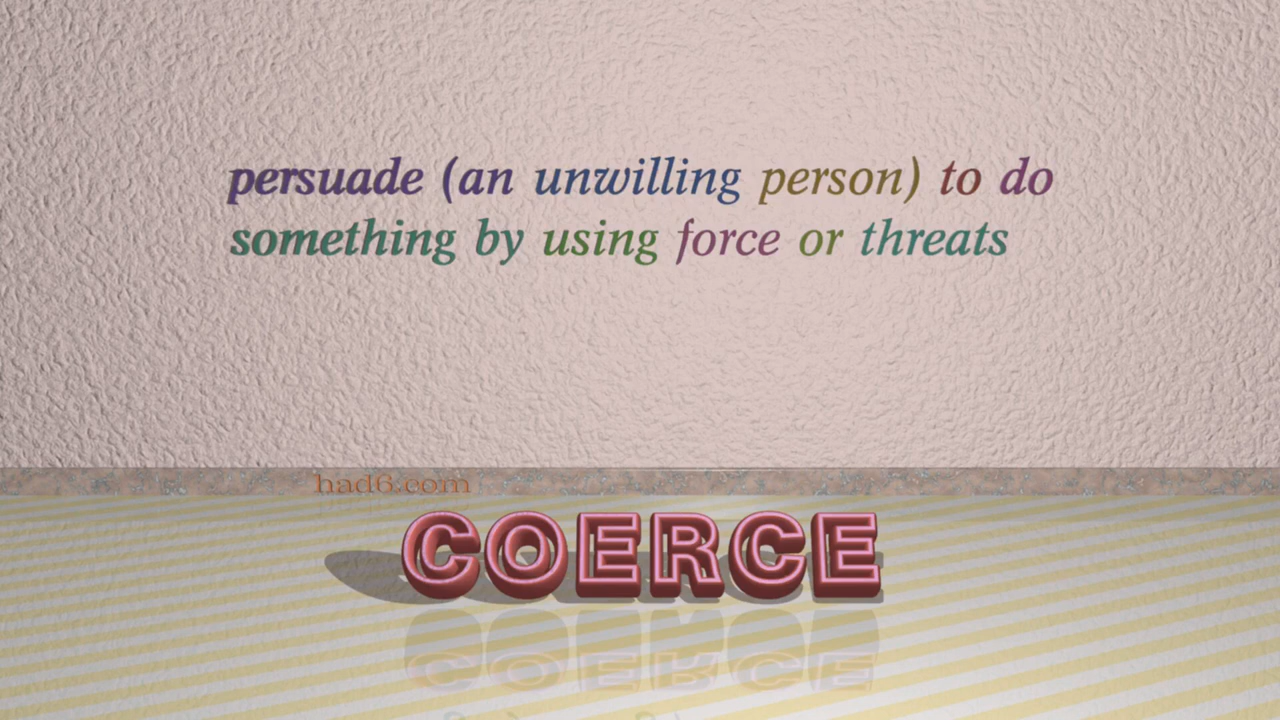 persuade (an unwilling person) to do
something by using force or threats
had6.com
COERCE